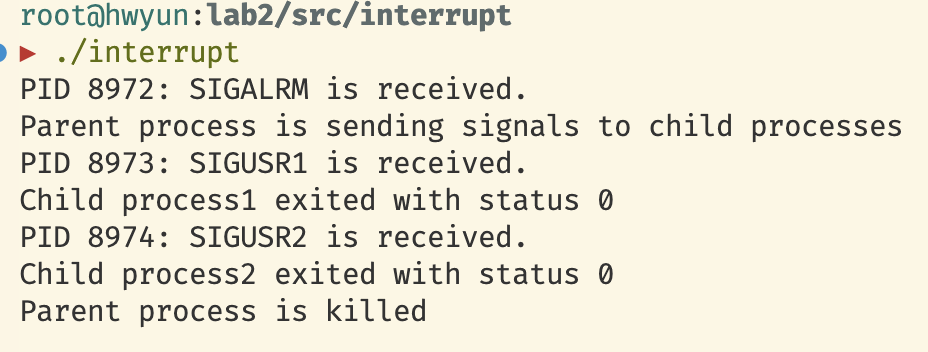 root@hwyun:lab2/src/interrupt
▶ ./interrupt
PID 8972: SIGALRM is received.
Parent process is sending signals to child processes
PID 8973: SIGUSR1 is received.
Child process1 exited with status 0
PID 8974: SIGUSR2 is received.
Child process2 exited with status 0
Parent process is killed